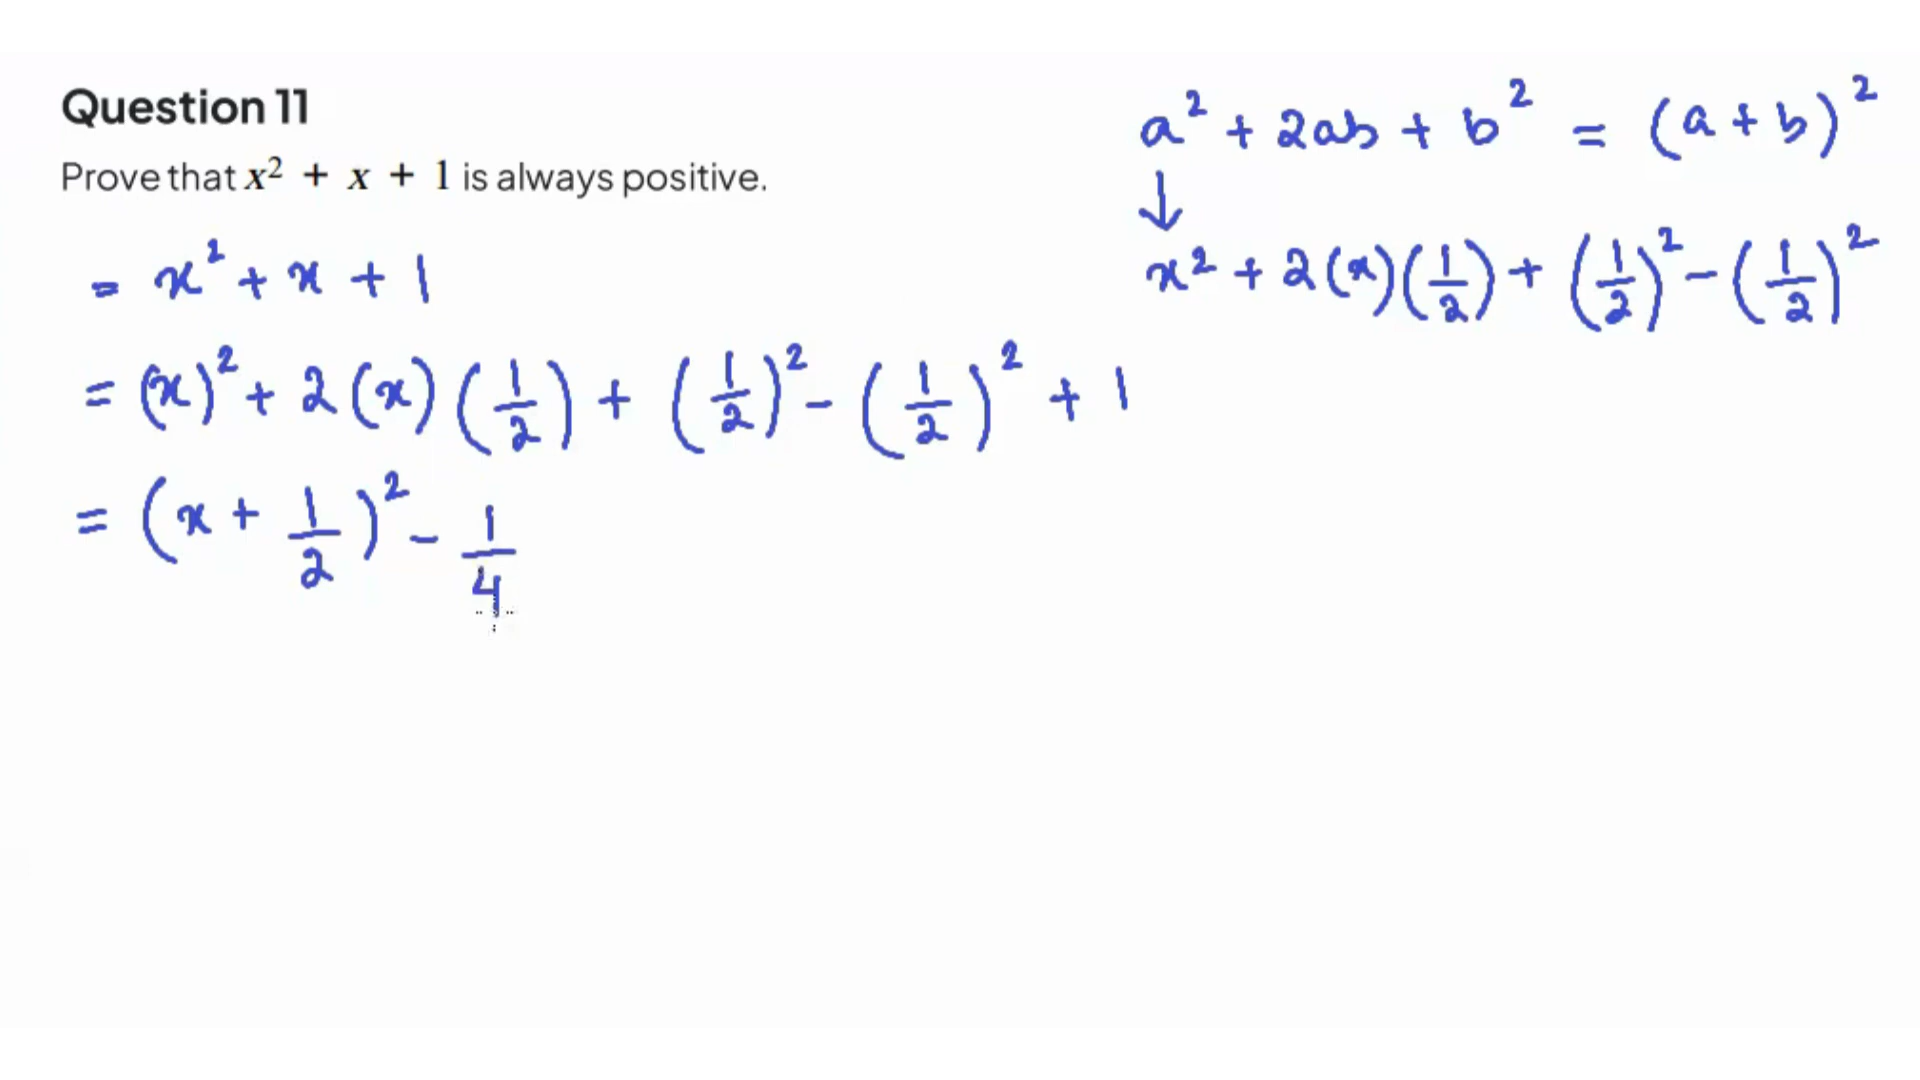 Question 11
Prove that x² + x + 1 is always positive.
= x² + x + 1
= (x)² + 2(x)(1/2) + (1/2)² - (1/2)² + 1
= (x + 1/2)² - 1/4
a² + 2ab + b² = (a + b)²
↓
x² + 2(x)(1/2) + (1/2)² - (1/2)²